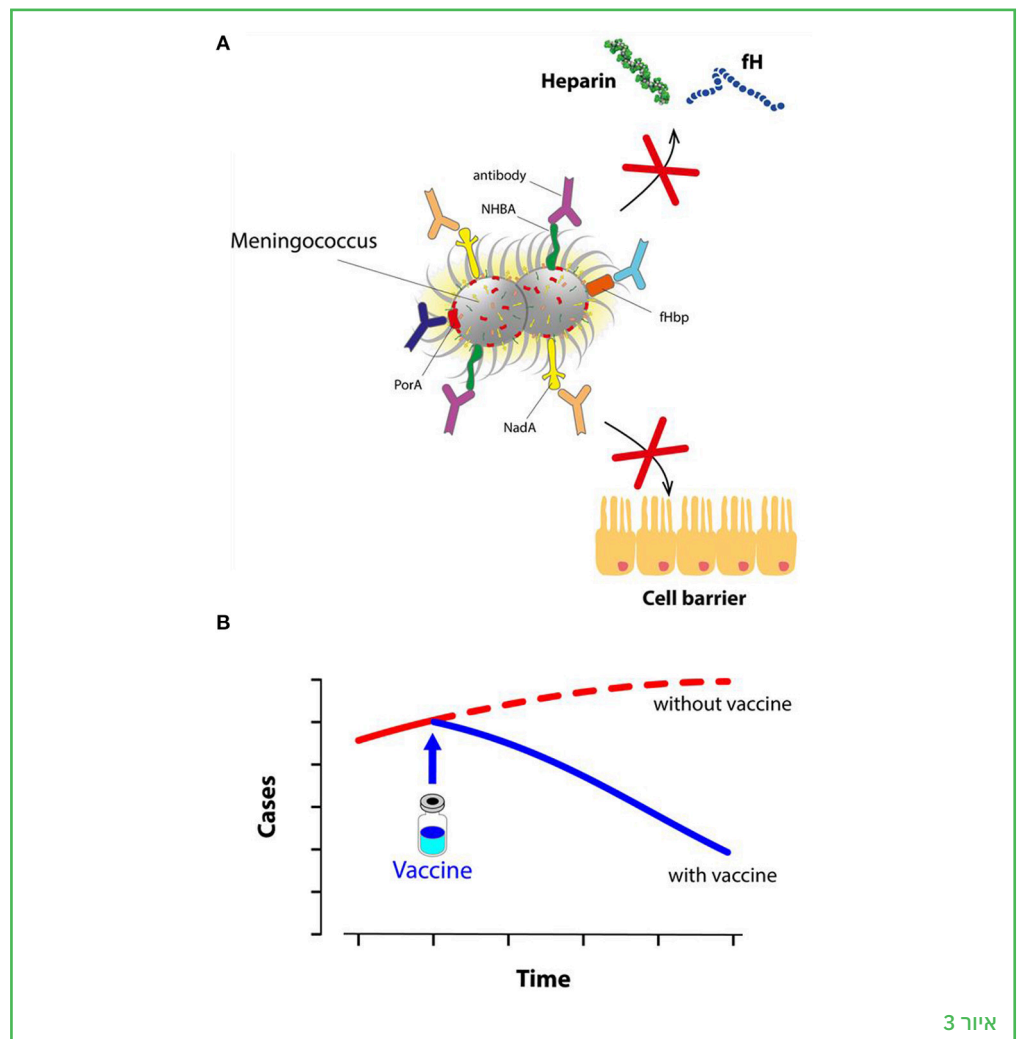 A
Heparin
fH
antibody
NHBA
Meningococcus
fHbp
PorA
NadA
Cell barrier
B
without vaccine
Cases
Vaccine
with vaccine
Time
איור 3